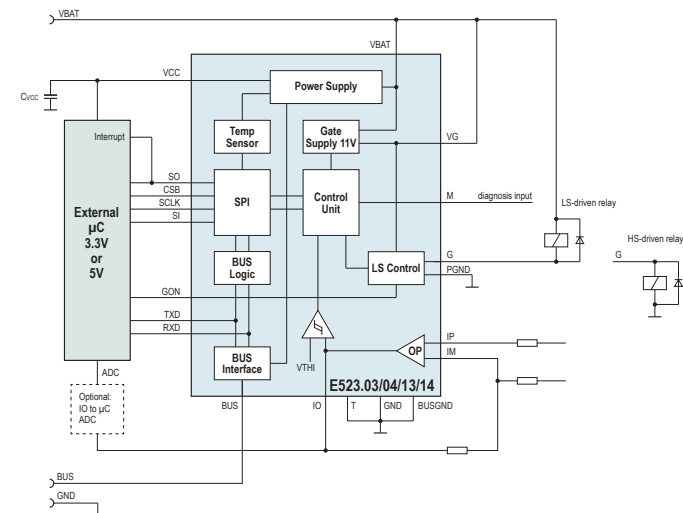 VBAT
VBAT
VCC
Power Supply
CVCC
Interrupt
Temp
Sensor
Gate
Supply 11V
VG
SO
CSB
SCLK
SI
External
µC
3.3V
or
5V
SPI
Control
Unit
M
diagnosis input
LS-driven relay
HS-driven relay
G
G
BUS
Logic
LS Control
PGND
GON
TXD
RXD
IP
IM
OP
BUS
Interface
VTHI
ADC
E523.03/04/13/14
Optional:
IO to µC
ADC
BUS
IO
T
GND
BUSGND
BUS
GND